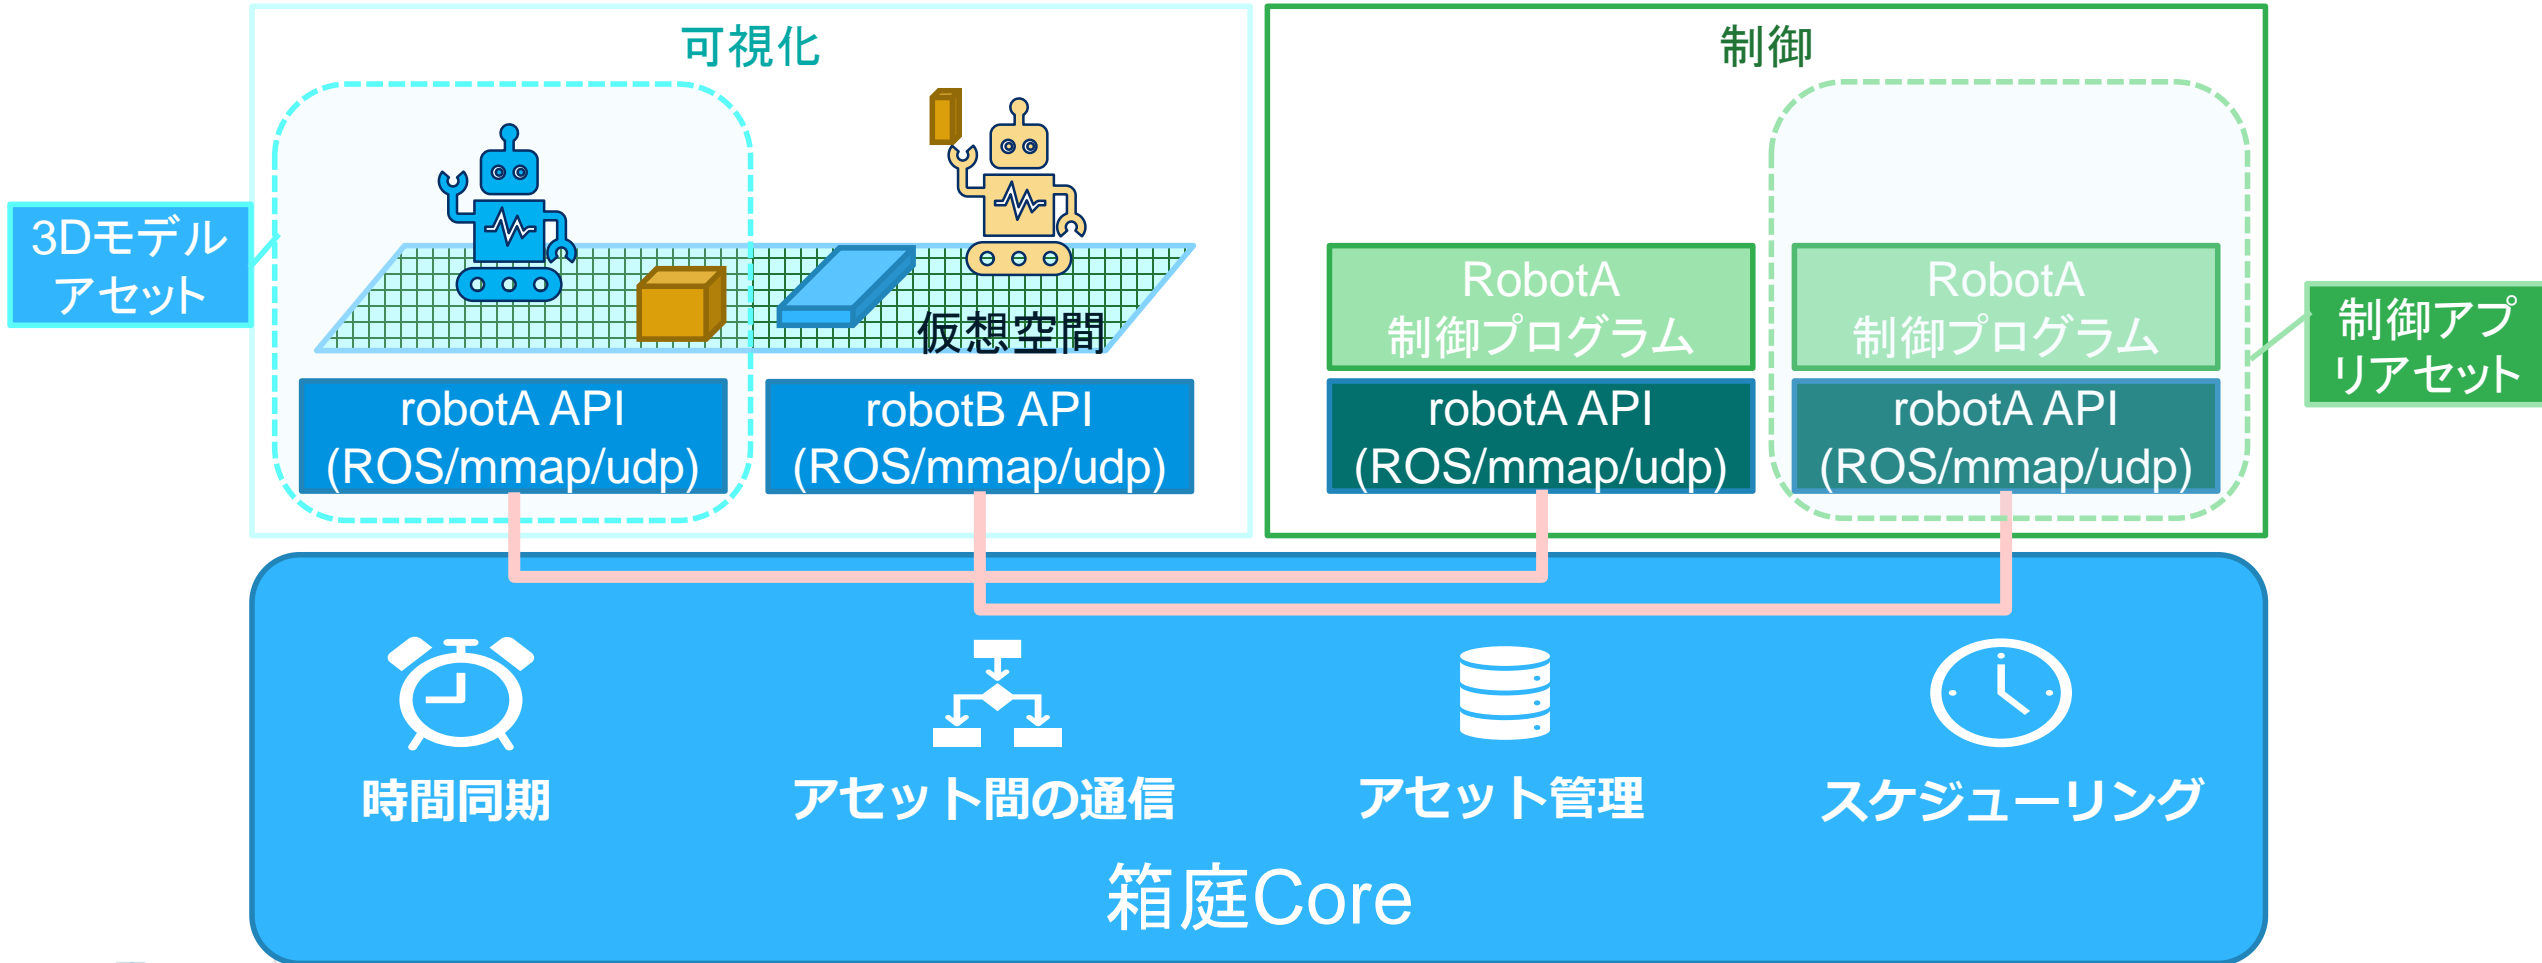 可視化
制御
3Dモデル
アセット
仮想空間
robotA API
(ROS/mmap/udp)
robotB API
(ROS/mmap/udp)
RobotA
制御プログラム
RobotA
制御プログラム
robotA API
(ROS/mmap/udp)
robotA API
(ROS/mmap/udp)
制御アプ
リアセット
時間同期
アセット間の通信
アセット管理
スケジューリング
箱庭Core